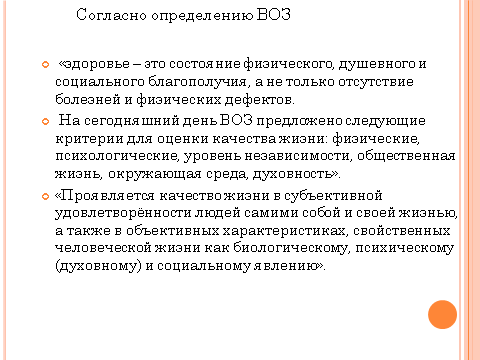 Согласно определению ВОЗ
«здоровье – это состояние физического, душевного и
социального благополучия, а не только отсутствие
болезней и физических дефектов.
На сегодняшний день ВОЗ предложено следующие
критерии для оценки качества жизни: физические,
психологические, уровень независимости, общественная
жизнь, окружающая среда, духовность».
«Проявляется качество жизни в субъективной
удовлетворённости людей самими собой и своей жизнью,
а также в объективных характеристиках, свойственных
человеческой жизни как биологическому, психическому
(духовному) и социальному явлению».